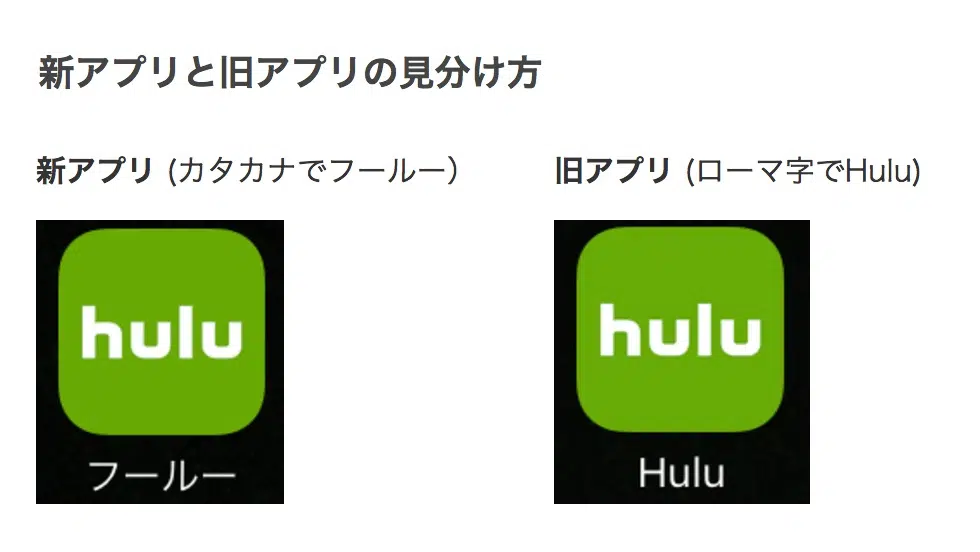 新アプリと旧アプリの見分け方
新アプリ (カタカナでフールー）
旧アプリ (ローマ字でHulu)
hulu
フールー
hulu
Hulu